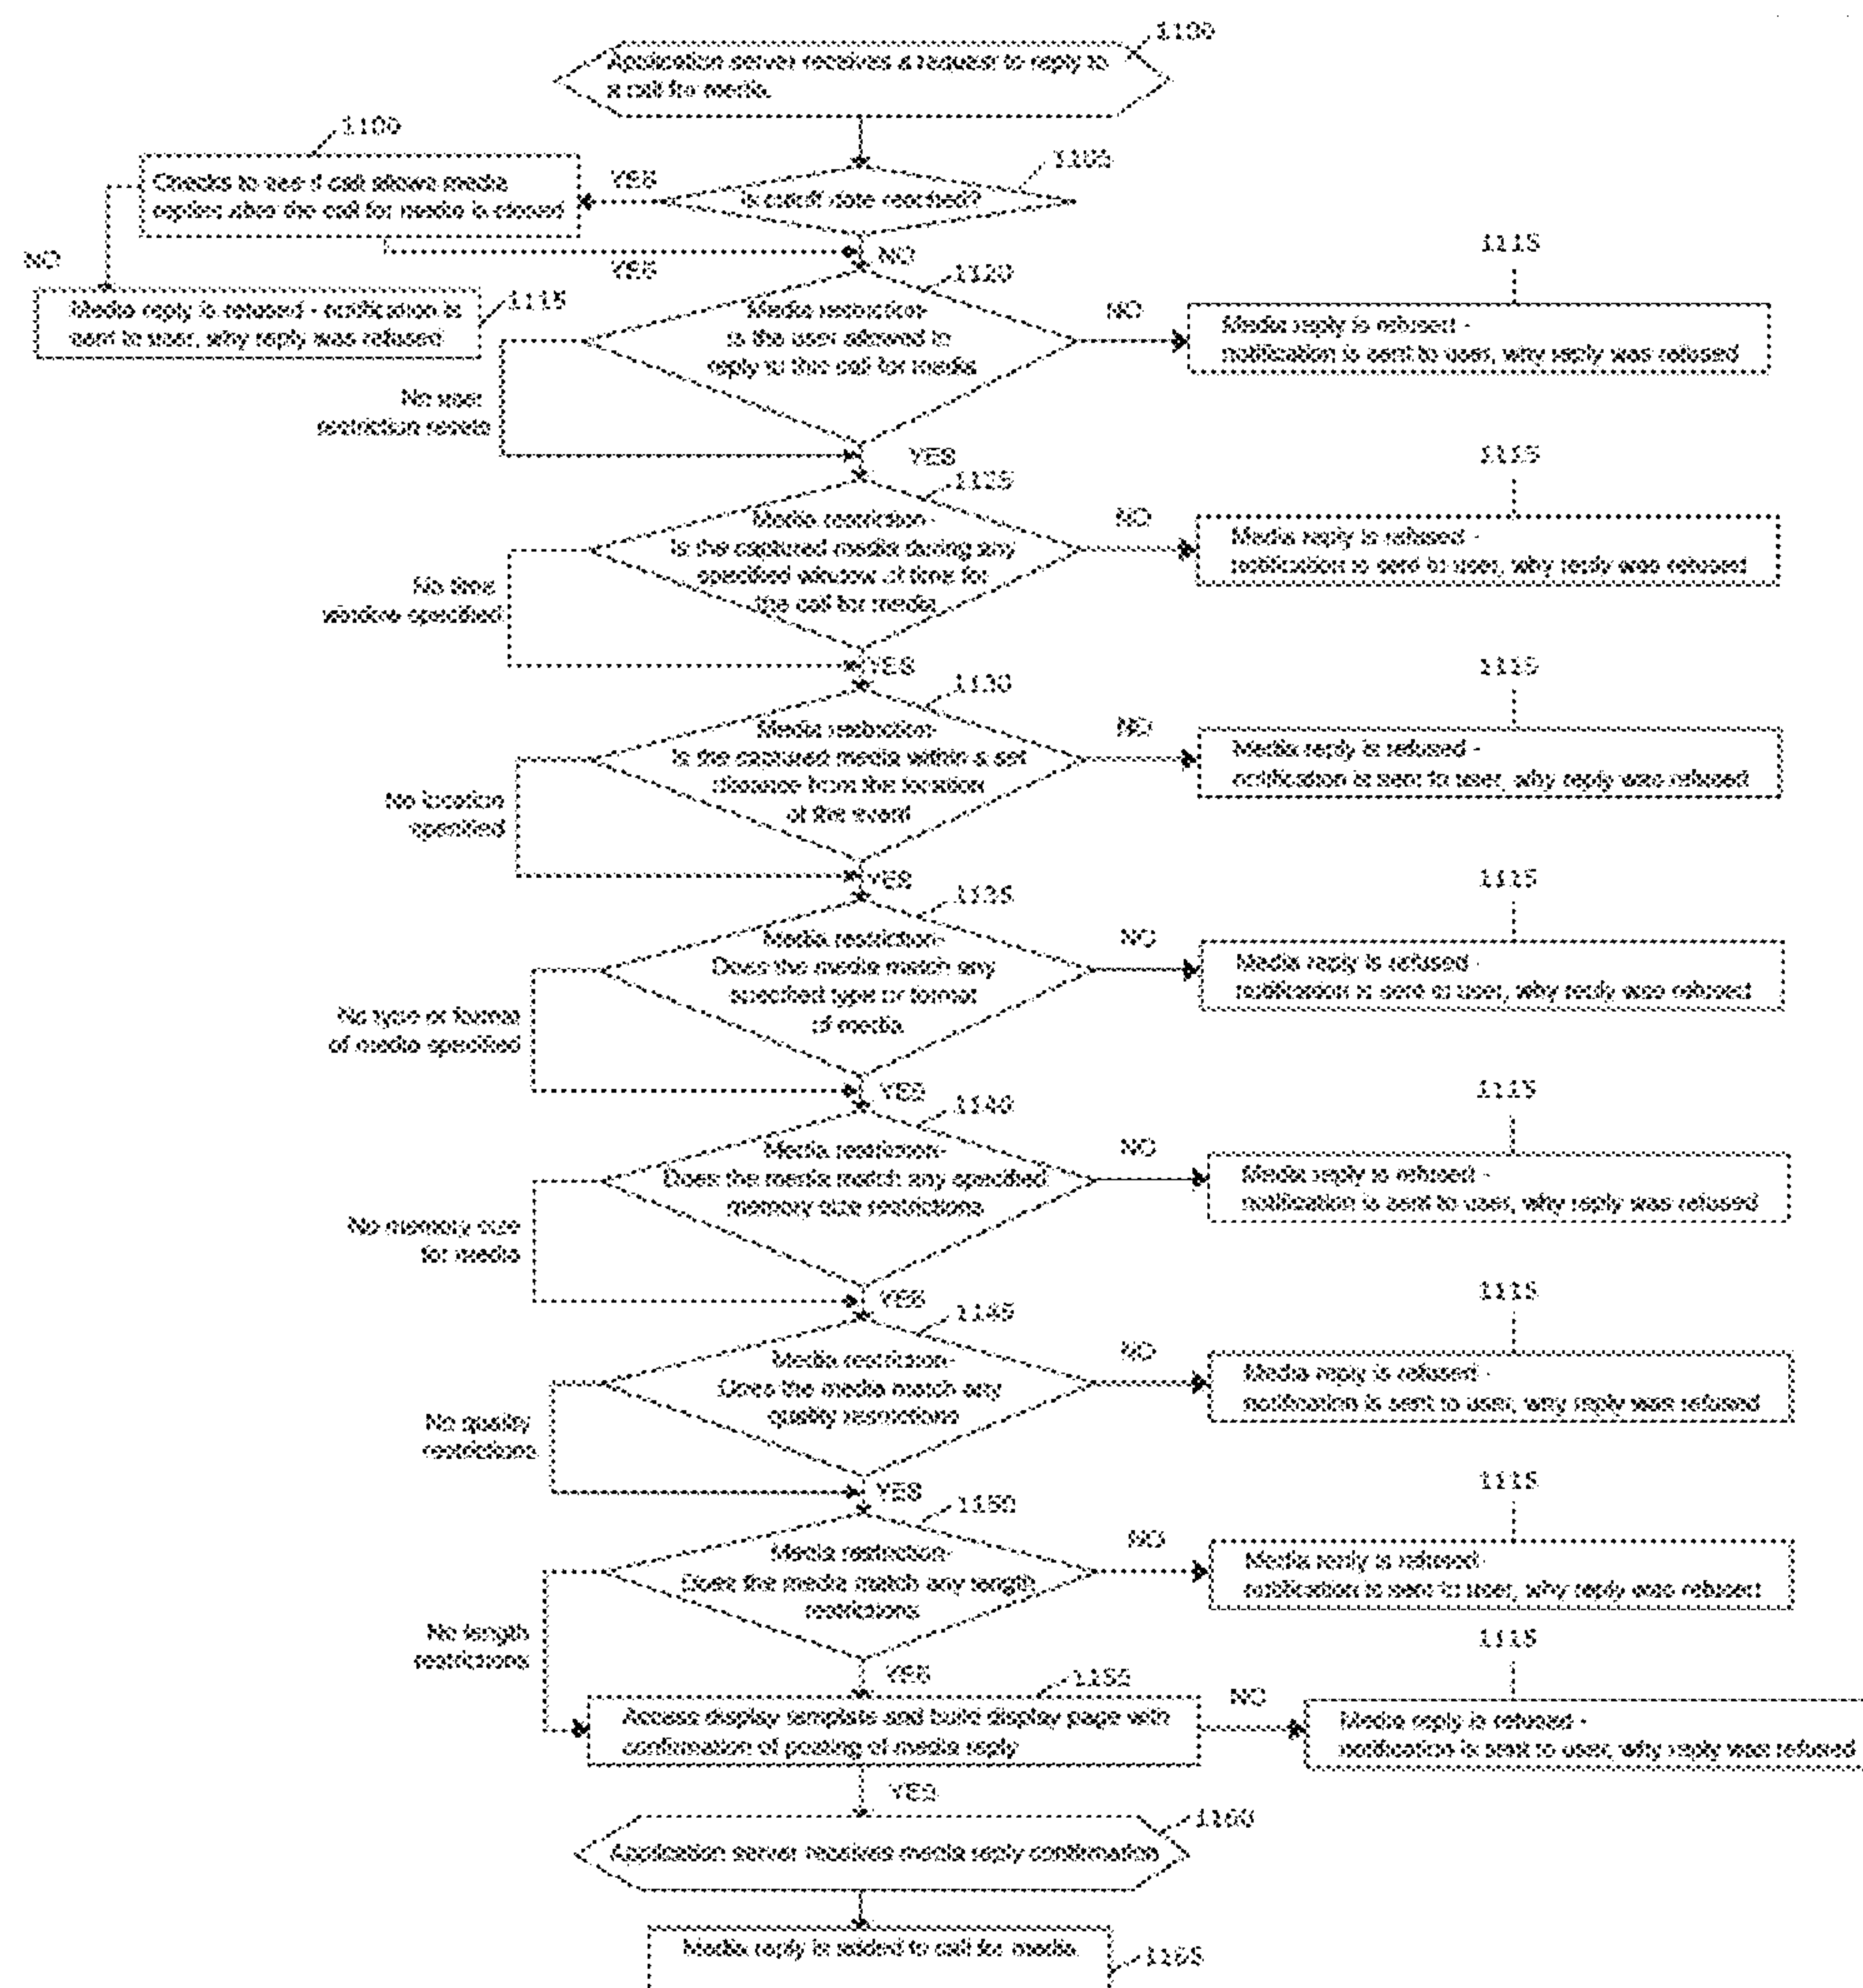 1100
Application server receives a request to reply to
a call for media.
1100
Checks to see if call allows media
replies after the call for media is closed
YES
1105
Is cutoff date reached?
NO
YES
NO
Media reply is refused - notification is
sent to user, why reply was refused
1115
1120
Media restriction-
is the user allowed to
reply to this call for media
NO
1115
Media reply is refused -
notification is sent to user, why reply was refused
No user
restriction
YES
1125
Media restriction -
Is the captured media during any
specified window of time for
the call for media
NO
1115
Media reply is refused -
notification is sent to user, why reply was refused
No time
window specified
YES
1130
Media restriction-
Is the captured media within a set
distance from the location
of the event
NO
1115
Media reply is refused -
notification is sent to user, why reply was refused
No location
specified
YES
1135
Media restriction-
Does the media match any
specified type or format
of media
NO
1115
Media reply is refused -
notification is sent to user, why reply was refused
No type or format
of media specified
YES
1140
Media restriction-
Does the media match any specified
memory size restrictions
NO
1115
Media reply is refused -
notification is sent to user, why reply was refused
No memory size
for media
YES
1145
Media restriction-
Does the media match any
quality restrictions
NO
1115
Media reply is refused -
notification is sent to user, why reply was refused
No quality
restrictions
YES
1150
Media restriction-
Does the media match any length
restrictions
NO
1115
Media reply is refused-
notification is sent to user, why reply was refused
No length
restrictions
YES
1155
Access display template and build display page with
confirmation of posting of media reply
NO
1115
Media reply is refused -
notification is sent to user, why reply was refused
YES
1160
Application server receives media reply confirmation
Media reply is added to call for media
1165